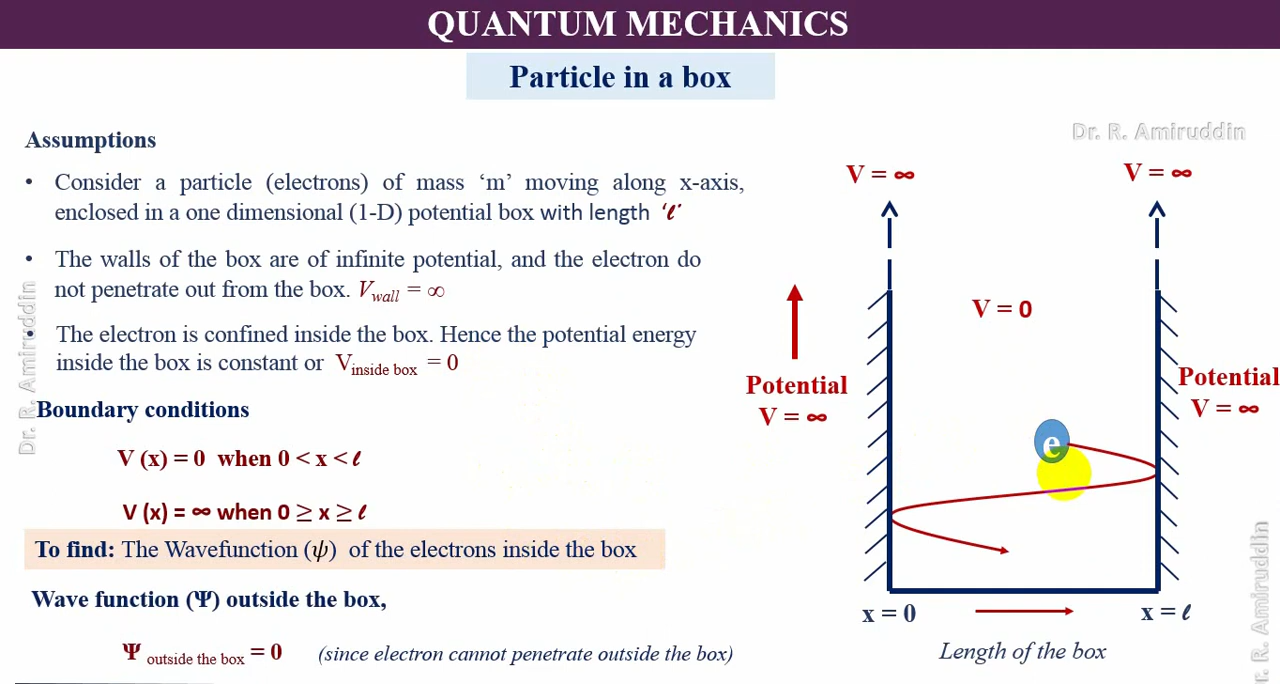 QUANTUM MECHANICS
Particle in a box
Dr. R. Amiruddin
Assumptions
• Consider a particle (electrons) of mass ‘m’ moving along x-axis,
enclosed in a one dimensional (1-D) potential box with length ‘ℓ’
• The walls of the box are of infinite potential, and the electron do
not penetrate out from the box. V wall = ∞
• The electron is confined inside the box. Hence the potential energy
inside the box is constant or V inside box = 0
Boundary conditions
V (x) = 0 when 0 < x < ℓ
V (x) = ∞ when 0 ≥ x ≥ ℓ
To find: The Wavefunction (ψ) of the electrons inside the box
Wave function (Ψ) outside the box,
Ψ outside the box = 0 (since electron cannot penetrate outside the box)
V = ∞
V = ∞
V = 0
Potential
V = ∞
Potential
V = ∞
e
x = 0
x = ℓ
Length of the box
Dr. R. Amiruddin
r. R. Amiruddin